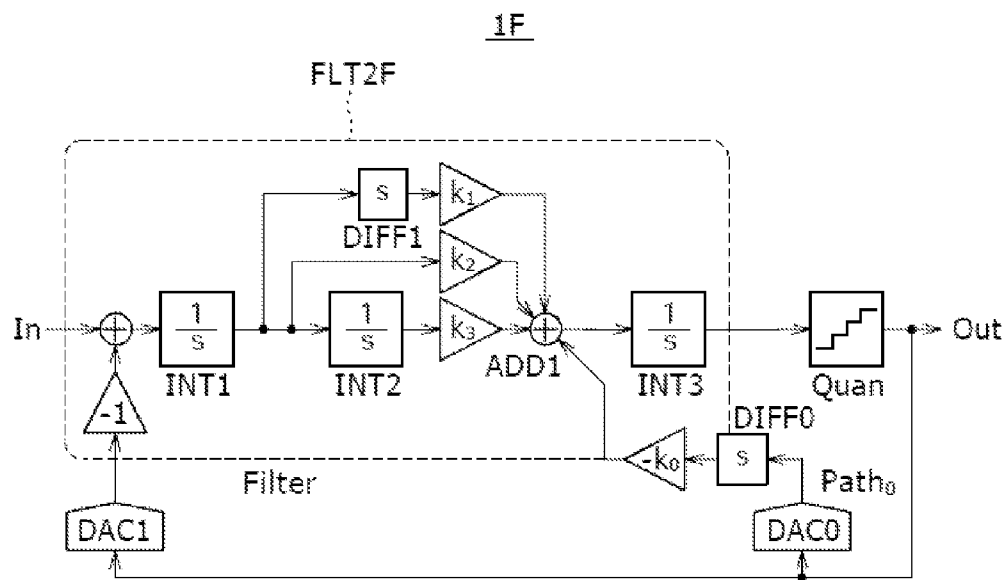 1F
FLT2F
s
k₁
DIFF1
k₂
In
+
1/s
INT1
1/s
INT2
k₃
+
ADD1
1/s
INT3
Quan
Out
-1
DIFF0
-k₀
s
Filter
Path₀
DAC1
DAC0